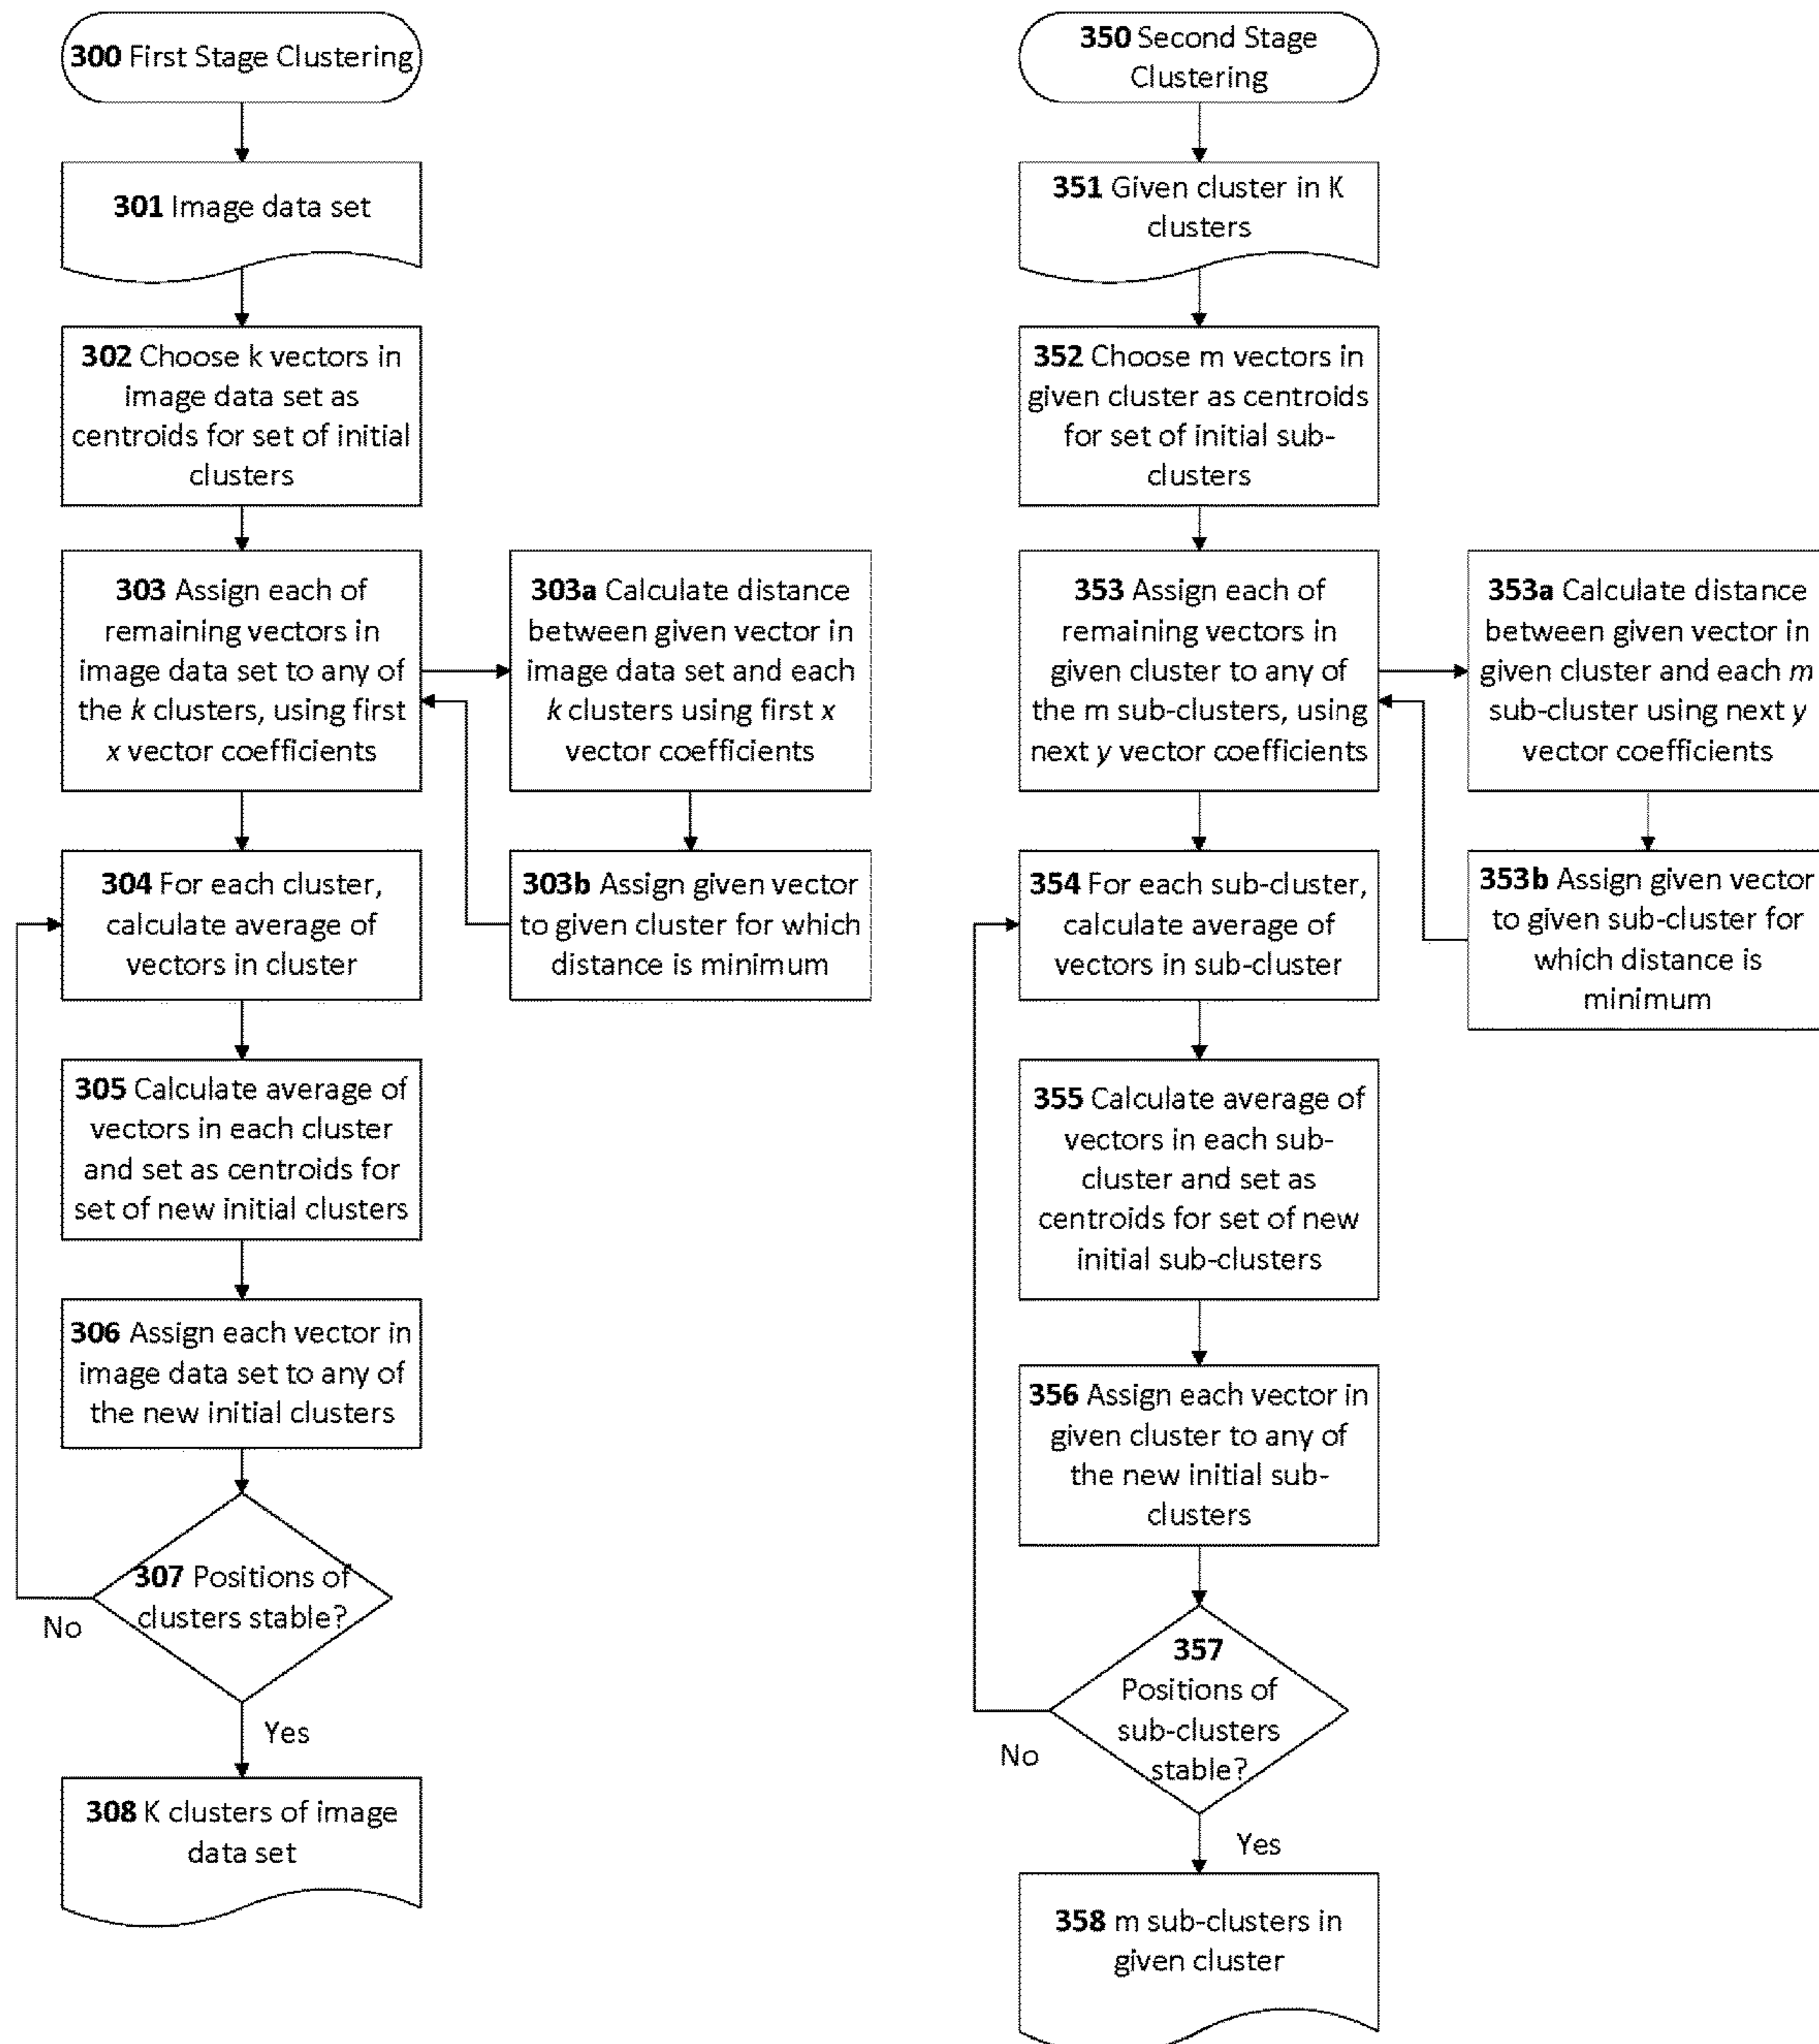 300 First Stage Clustering
301 Image data set
302 Choose k vectors in
image data set as
centroids for set of initial
clusters
303 Assign each of
remaining vectors in
image data set to any of
the k clusters, using first
x vector coefficients
303a Calculate distance
between given vector in
image data set and each
k clusters using first x
vector coefficients
303b Assign given vector
to given cluster for which
distance is minimum
304 For each cluster,
calculate average of
vectors in cluster
305 Calculate average of
vectors in each cluster
and set as centroids for
set of new initial clusters
306 Assign each vector in
image data set to any of
the new initial clusters
307 Positions of
clusters stable?
No
Yes
308 K clusters of image
data set
350 Second Stage
Clustering
351 Given cluster in K
clusters
352 Choose m vectors in
given cluster as centroids
for set of initial sub-
clusters
353 Assign each of
remaining vectors in
given cluster to any of
the m sub-clusters, using
next y vector coefficients
353a Calculate distance
between given vector in
given cluster and each m
sub-cluster using next y
vector coefficients
353b Assign given vector
to given sub-cluster for
which distance is
minimum
354 For each sub-cluster,
calculate average of
vectors in sub-cluster
355 Calculate average of
vectors in each sub-
cluster and set as
centroids for set of new
initial sub-clusters
356 Assign each vector in
given cluster to any of
the new initial sub-
clusters
357
Positions of
sub-clusters
stable?
No
Yes
358 m sub-clusters in
given cluster